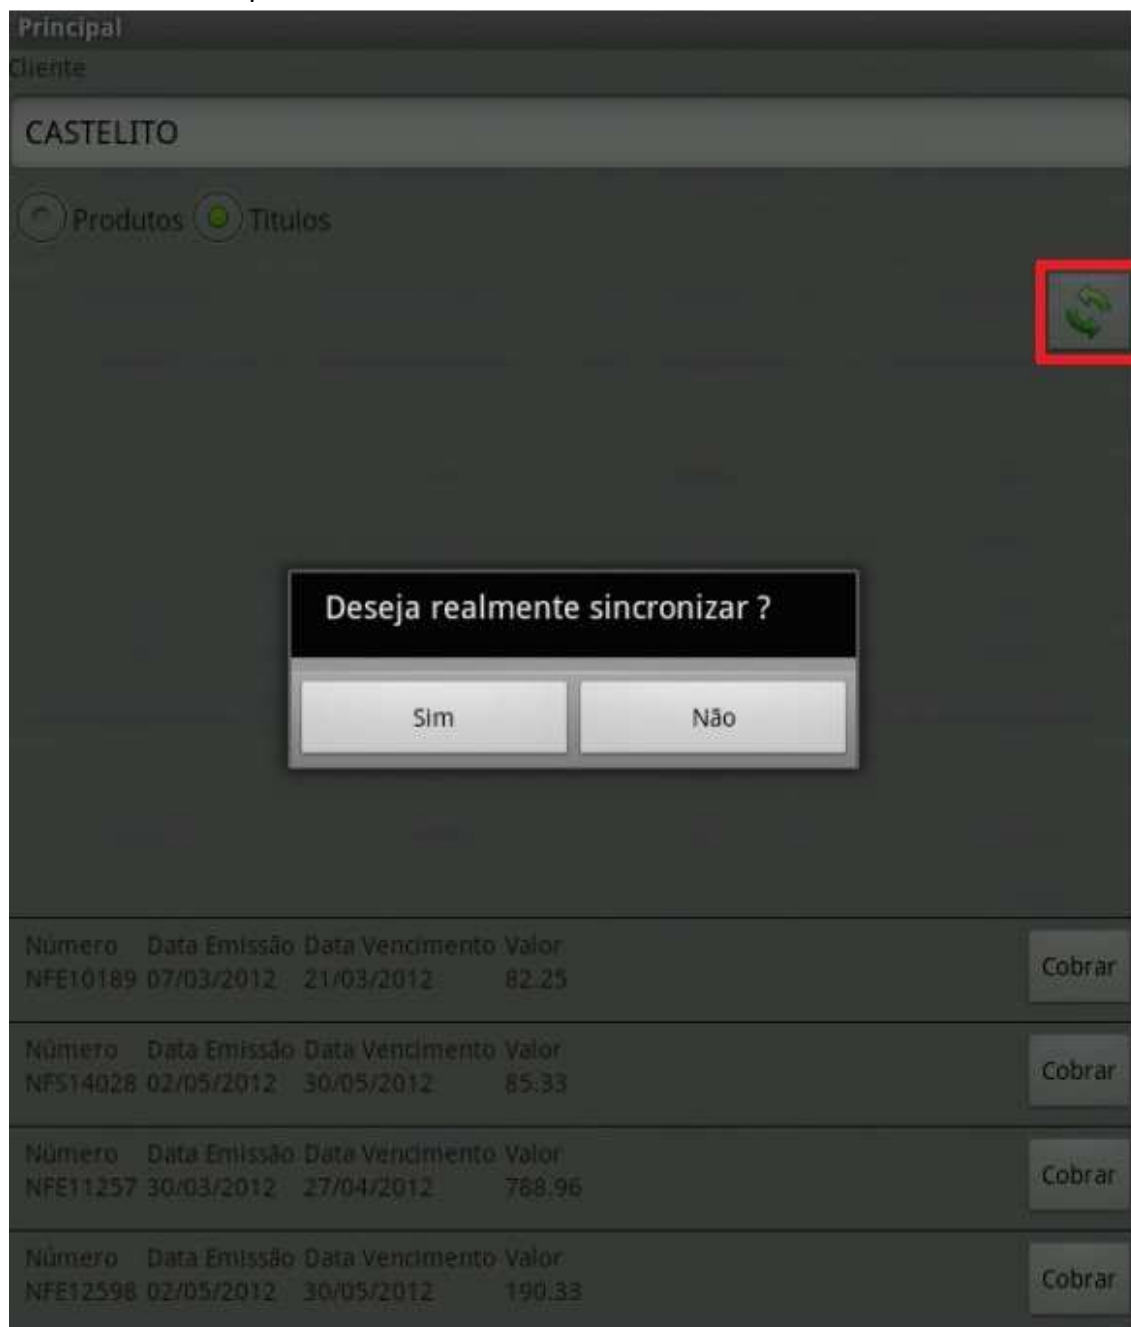 Principal
Cliente
CASTELITO
Produtos Titulos
Deseja realmente sincronizar ?
Sim Não
Número Data Emissão Data Vencimento Valor
NFE10189 07/03/2012 21/03/2012 82.25
Cobrar
Número Data Emissão Data Vencimento Valor
NFS14028 02/05/2012 30/05/2012 85.33
Cobrar
Número Data Emissão Data Vencimento Valor
NFE11257 30/03/2012 27/04/2012 788.96
Cobrar
Número Data Emissão Data Vencimento Valor
NFE12598 02/05/2012 30/05/2012 190.33
Cobrar